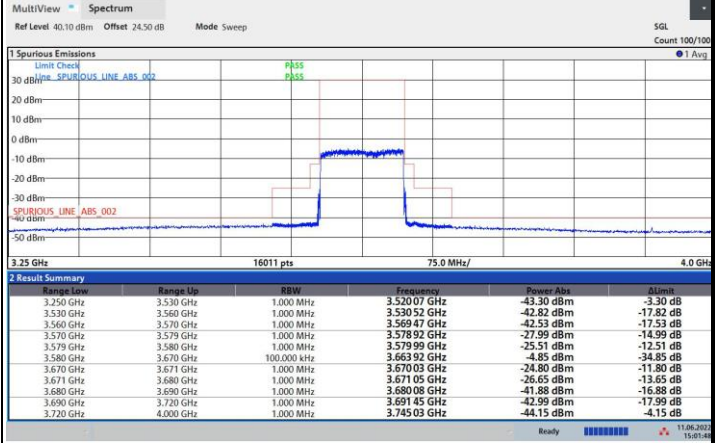 MultiView Spectrum
Ref Level 40.10 dBm Offset 24.50 dB Mode Sweep SGL
Count 100/100
1 Spurious Emissions 1 Avg
Limit Check PASS
Line SPURIOUS_LINE_ABS_002 PASS
30 dBm
20 dBm
10 dBm
0 dBm
-10 dBm
-20 dBm
-30 dBm
SPURIOUS_LINE_ABS_002
-40 dBm
-50 dBm
3.25 GHz 16011 pts 75.0 MHz/ 4.0 GHz
2 Result Summary
Range Low Range Up RBW Frequency Power Abs ΔLimit
3.250 GHz 3.530 GHz 1.000 MHz 3.520 07 GHz -43.30 dBm -3.30 dB
3.530 GHz 3.560 GHz 1.000 MHz 3.530 52 GHz -42.82 dBm -17.82 dB
3.560 GHz 3.570 GHz 1.000 MHz 3.569 47 GHz -42.53 dBm -17.53 dB
3.570 GHz 3.579 GHz 1.000 MHz 3.578 92 GHz -27.99 dBm -14.99 dB
3.579 GHz 3.580 GHz 1.000 MHz 3.579 99 GHz -25.51 dBm -12.51 dB
3.580 GHz 3.670 GHz 100.000 kHz 3.663 92 GHz -4.85 dBm -34.85 dB
3.670 GHz 3.671 GHz 1.000 MHz 3.670 03 GHz -24.80 dBm -11.80 dB
3.671 GHz 3.680 GHz 1.000 MHz 3.671 05 GHz -26.65 dBm -13.65 dB
3.680 GHz 3.690 GHz 1.000 MHz 3.680 08 GHz -41.88 dBm -16.88 dB
3.690 GHz 3.720 GHz 1.000 MHz 3.691 45 GHz -42.99 dBm -17.99 dB
3.720 GHz 4.000 GHz 1.000 MHz 3.745 03 GHz -44.15 dBm -4.15 dB
Ready 11.06.2022
15:01:48